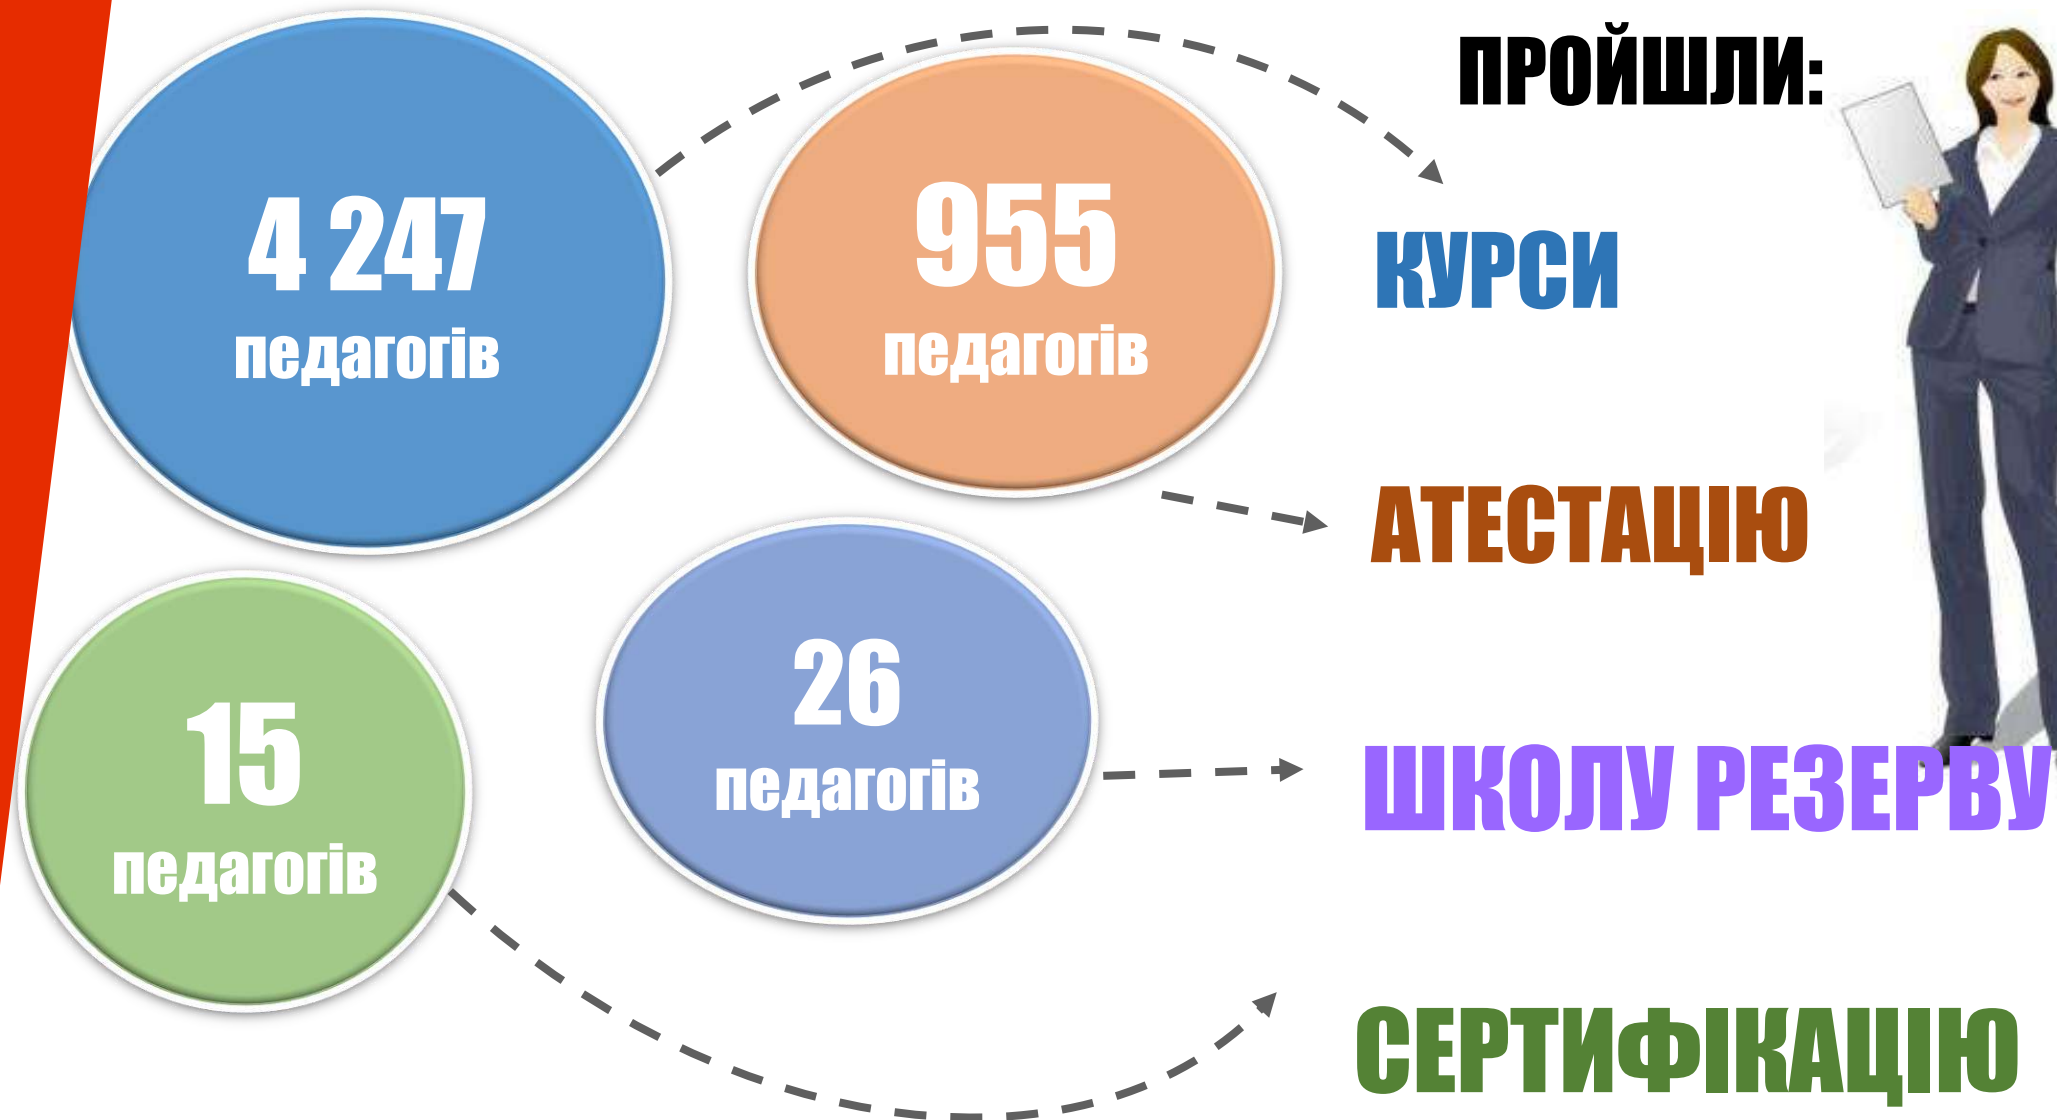 ПРОЙШЛИ:
4 247
педагогів
955
педагогів
КУРСИ
АТЕСТАЦІЮ
26
педагогів
ШКОЛУ РЕЗЕРВУ
15
педагогів
СЕРТИФІКАЦІЮ